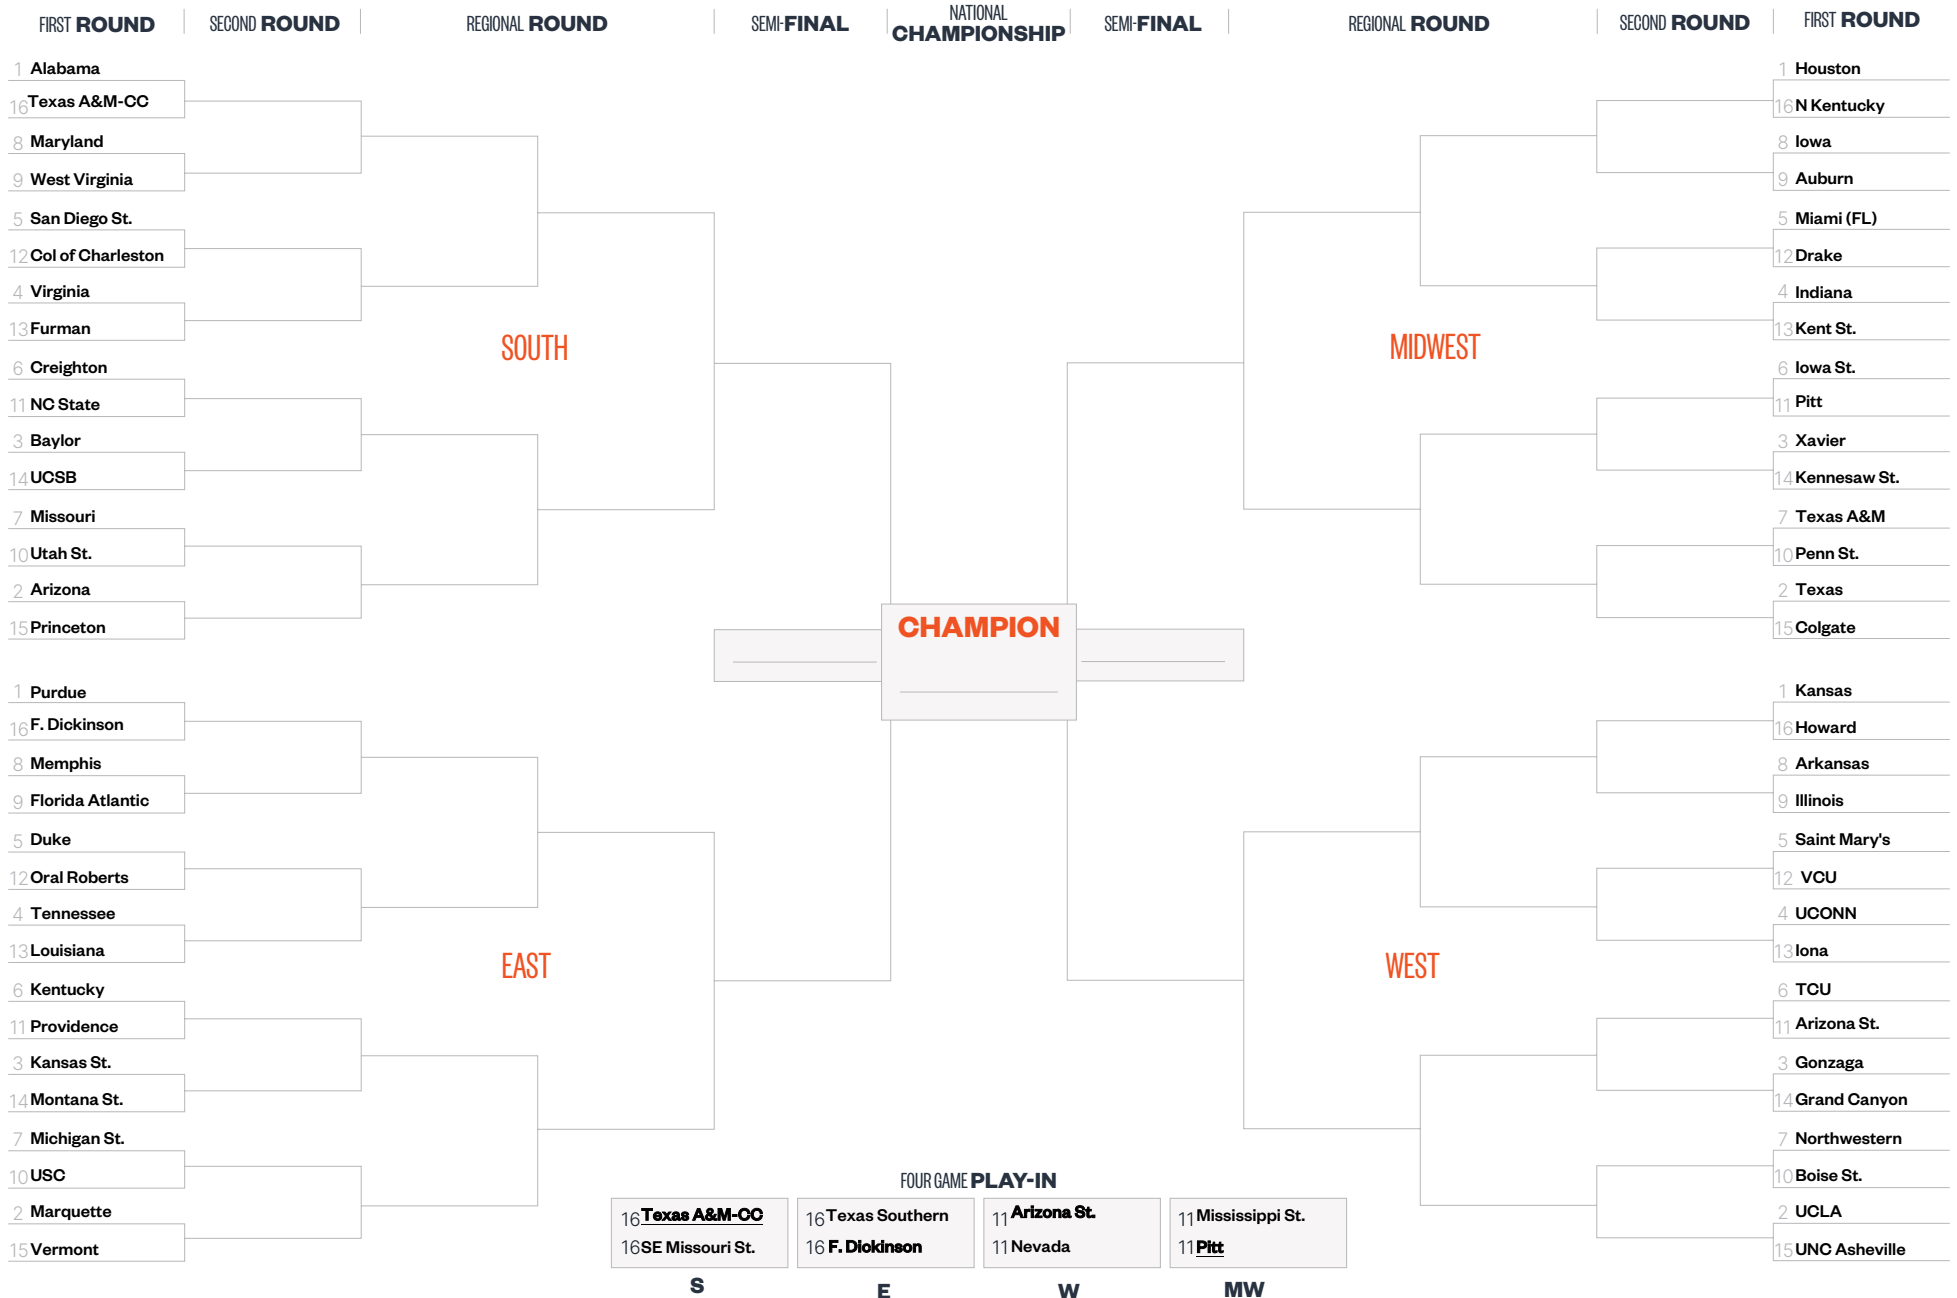 FIRST ROUND
SECOND ROUND
REGIONAL ROUND
SEMI-FINAL
NATIONAL
CHAMPIONSHIP
SEMI-FINAL
REGIONAL ROUND
SECOND ROUND
FIRST ROUND
1 Alabama
16 Texas A&M-CC
8 Maryland
9 West Virginia
5 San Diego St.
12 Col of Charleston
4 Virginia
13 Furman
SOUTH
6 Creighton
11 NC State
3 Baylor
14 UCSB
7 Missouri
10 Utah St.
2 Arizona
15 Princeton
1 Purdue
16 F. Dickinson
8 Memphis
9 Florida Atlantic
5 Duke
12 Oral Roberts
4 Tennessee
13 Louisiana
EAST
6 Kentucky
11 Providence
3 Kansas St.
14 Montana St.
7 Michigan St.
10 USC
2 Marquette
15 Vermont
CHAMPION
1 Houston
16 N Kentucky
8 Iowa
9 Auburn
5 Miami (FL)
12 Drake
4 Indiana
13 Kent St.
MIDWEST
6 Iowa St.
11 Pitt
3 Xavier
14 Kennesaw St.
7 Texas A&M
10 Penn St.
2 Texas
15 Colgate
1 Kansas
16 Howard
8 Arkansas
9 Illinois
5 Saint Mary's
12 VCU
4 UCONN
13 Iona
WEST
6 TCU
11 Arizona St.
3 Gonzaga
14 Grand Canyon
7 Northwestern
10 Boise St.
2 UCLA
15 UNC Asheville
FOUR GAME PLAY-IN
16 Texas A&M-CC
16 SE Missouri St.
S
16 Texas Southern
16 F. Dickinson
E
11 Arizona St.
11 Nevada
W
11 Mississippi St.
11 Pitt
MW